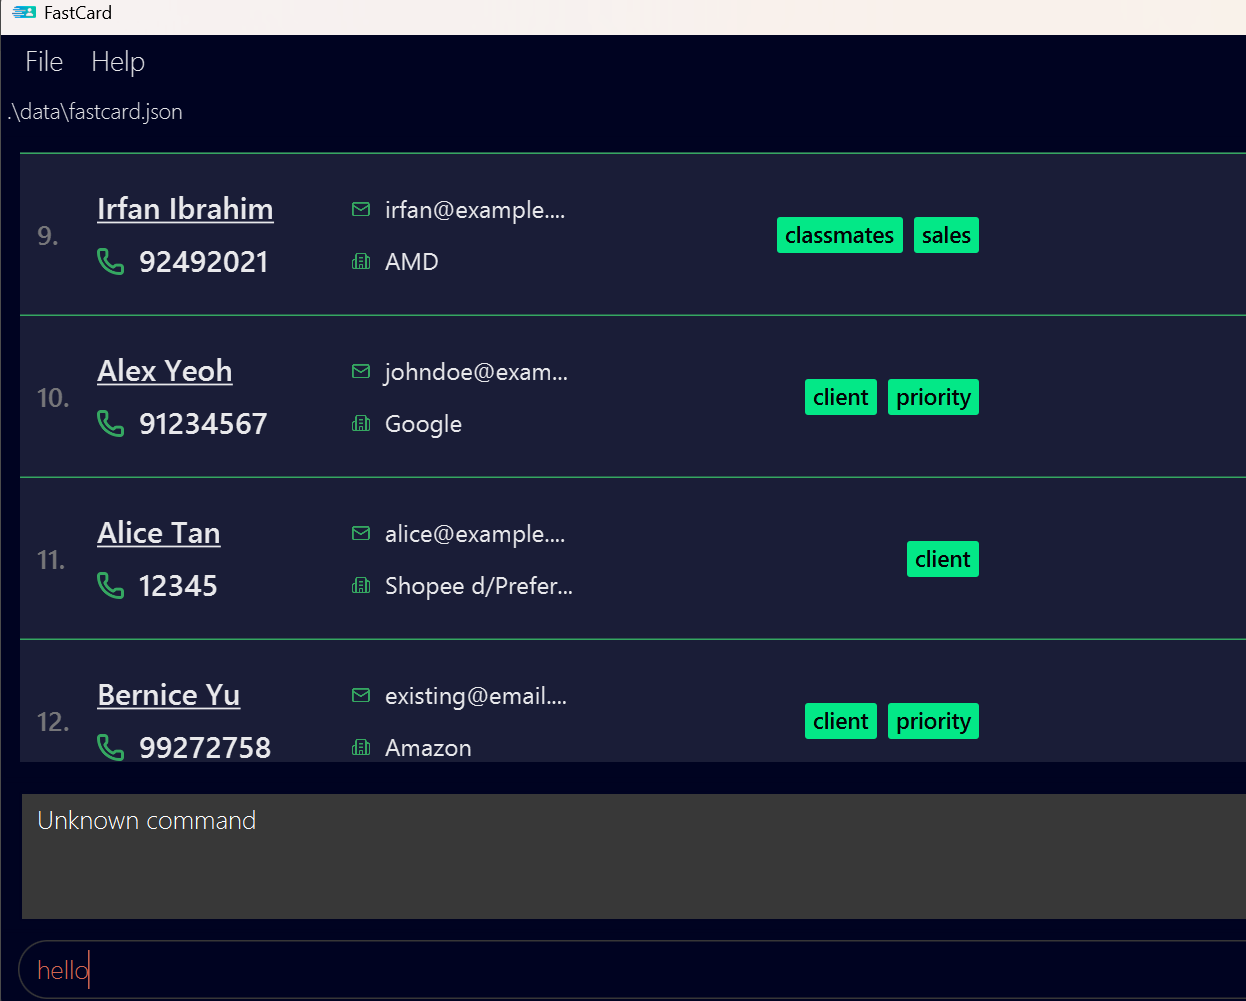 FastCard
File Help
.\data\fastcard.json
9.
Irfan Ibrahim
92492021
irfan@example....
AMD
classmates sales
10.
Alex Yeoh
91234567
johndoe@exam...
Google
client priority
11.
Alice Tan
12345
alice@example....
Shopee d/Prefer...
client
12.
Bernice Yu
99272758
existing@email....
Amazon
client priority
Unknown command
hello